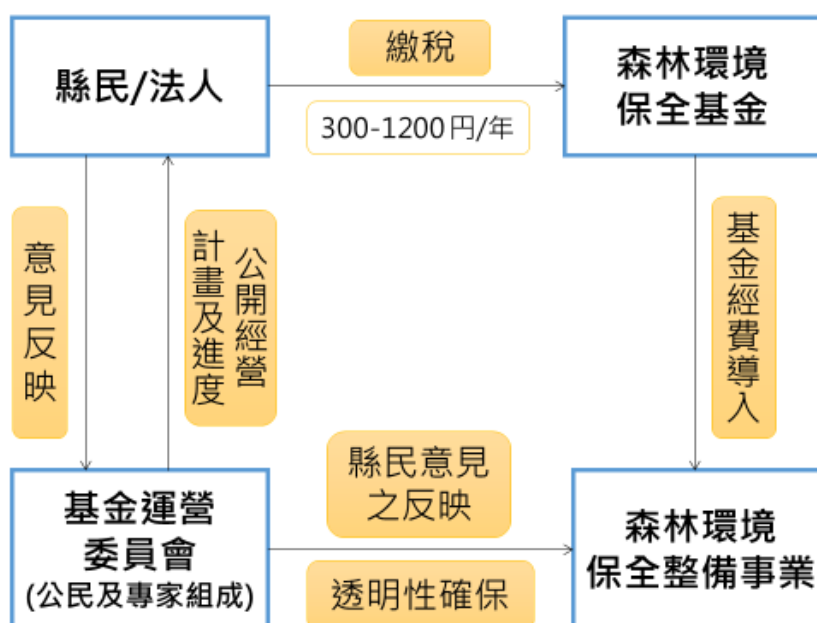 縣民/法人
繳稅
300-1200円/年
森林環境
保全基金
意見反映
公開經營
計畫及進度
基金經費導入
基金運營
委員會
(公民及專家組成)
縣民意見
之反映
透明性確保
森林環境
保全整備事業